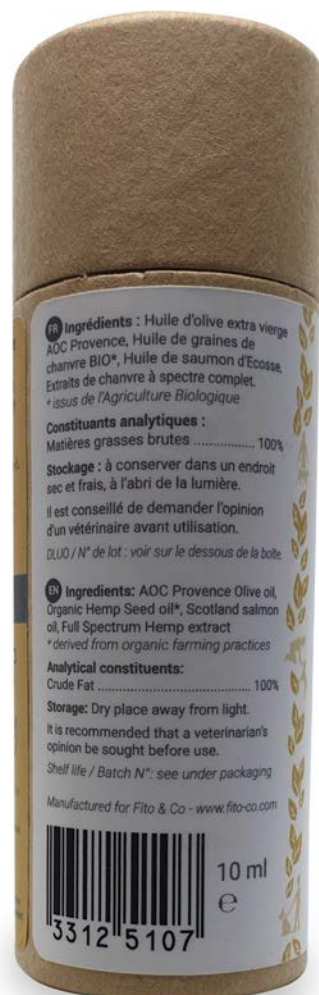 FR Ingrédients : Huile d'olive extra vierge
AOC Provence, Huile de graines de
chanvre BIO*, Huile de saumon d'Ecosse,
Extraits de chanvre à spectre complet.
* issus de l'Agriculture Biologique
Constituants analytiques :
Matières grasses brutes .................. 100%
Stockage : à conserver dans un endroit
sec et frais, à l'abri de la lumière.
Il est conseillé de demander l'opinion
d'un vétérinaire avant utilisation.
DLUO / N° de lot : voir sur le dessous de la boîte.
EN Ingredients: AOC Provence Olive oil,
Organic Hemp Seed oil*, Scotland salmon
oil, Full Spectrum Hemp extract
* derived from organic farming practices
Analytical constituents:
Crude Fat ............................................. 100%
Storage: Dry place away from light.
It is recommended that a veterinarian's
opinion be sought before use.
Shelf life / Batch N°: see under packaging
Manufactured for Fito & Co - www.fito-co.com
10 ml
℮
3312 5107